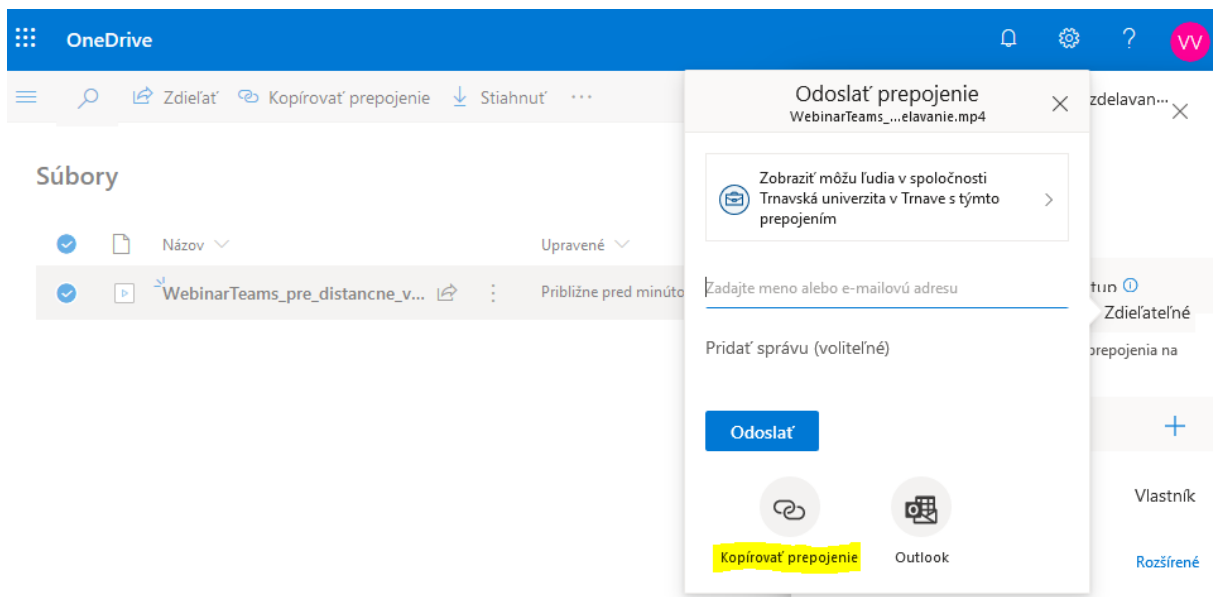 OneDrive
?
VV
Zdieľať Kopírovať prepojenie Stiahnuť ···
Súbory
Názov Upravené
WebinarTeams_pre_distancne_v... Približne pred minúto
Odoslať prepojenie
WebinarTeams_...elavanie.mp4
Zobraziť môžu ľudia v spoločnosti
Trnavská univerzita v Trnave s týmto
prepojením
Zadajte meno alebo e-mailovú adresu
Pridať správu (voliteľné)
Odoslať
Kopírovať prepojenie Outlook
zdelavan...
tup
Zdieľateľné
prepojenia na
Vlastník
Rozšírené